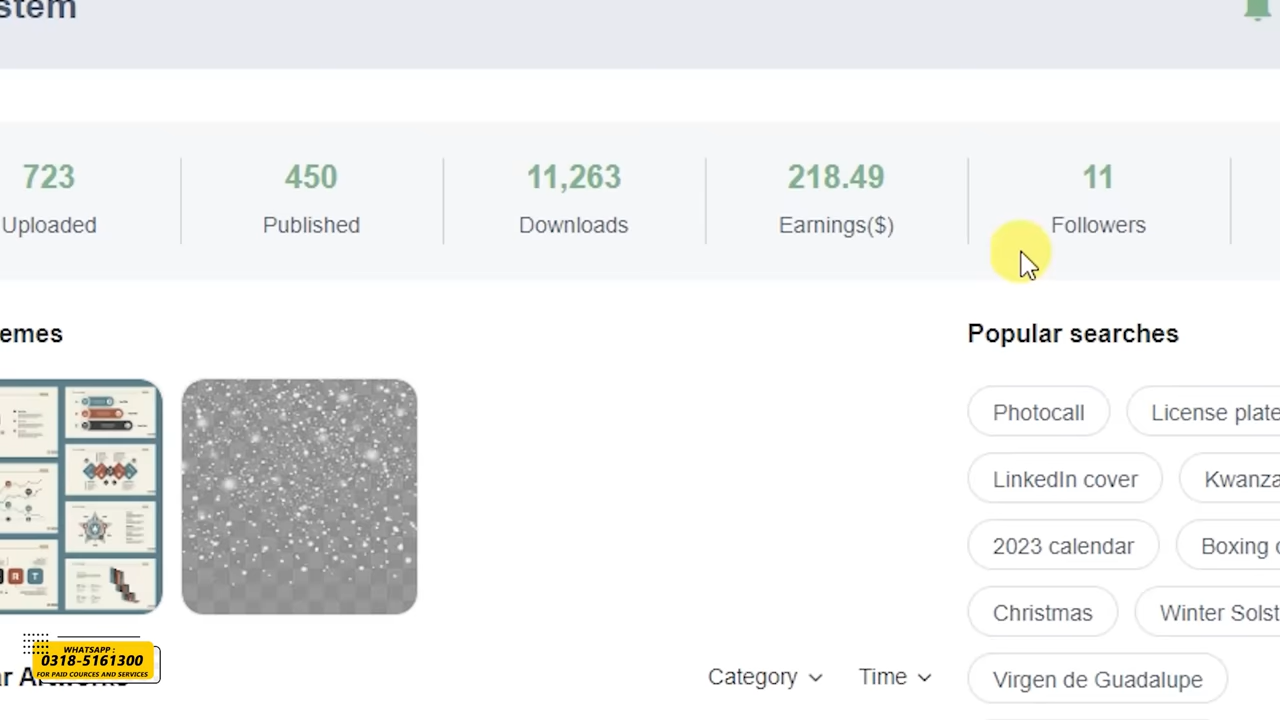 stem
723 450 11,263 218.49 11
Uploaded Published Downloads Earnings($) Followers
emes Popular searches
Photocall License plate
LinkedIn cover Kwanza
2023 calendar Boxing
Christmas Winter Solst
Virgen de Guadalupe
WHATSAPP :
0318-5161300
FOR PAID COURCES AND SERVICES
Category Time